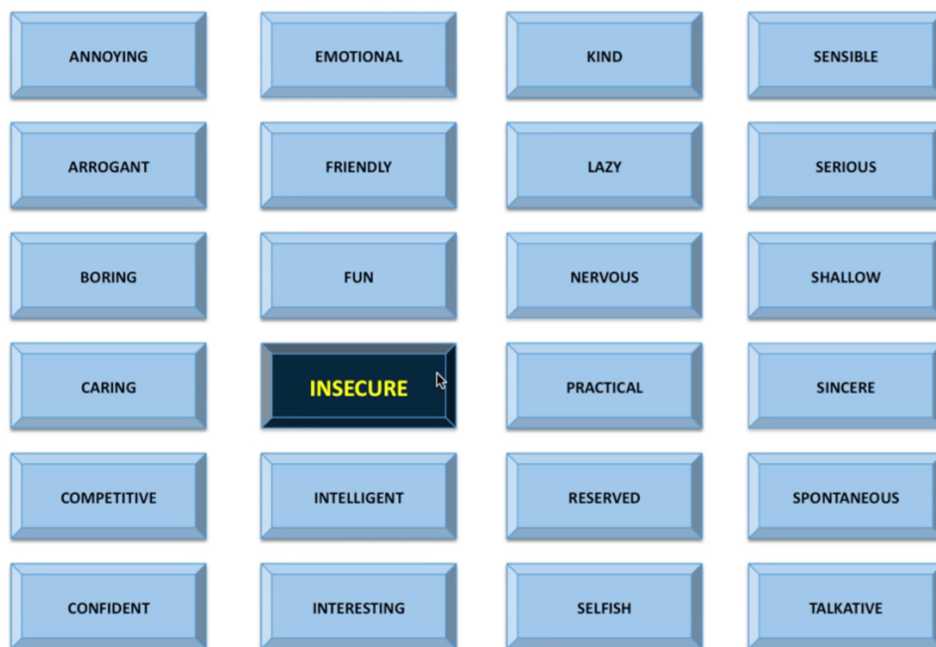 ANNOYING
EMOTIONAL
KIND
SENSIBLE
ARROGANT
FRIENDLY
LAZY
SERIOUS
BORING
FUN
NERVOUS
SHALLOW
CARING
INSECURE
PRACTICAL
SINCERE
COMPETITIVE
INTELLIGENT
RESERVED
SPONTANEOUS
CONFIDENT
INTERESTING
SELFISH
TALKATIVE